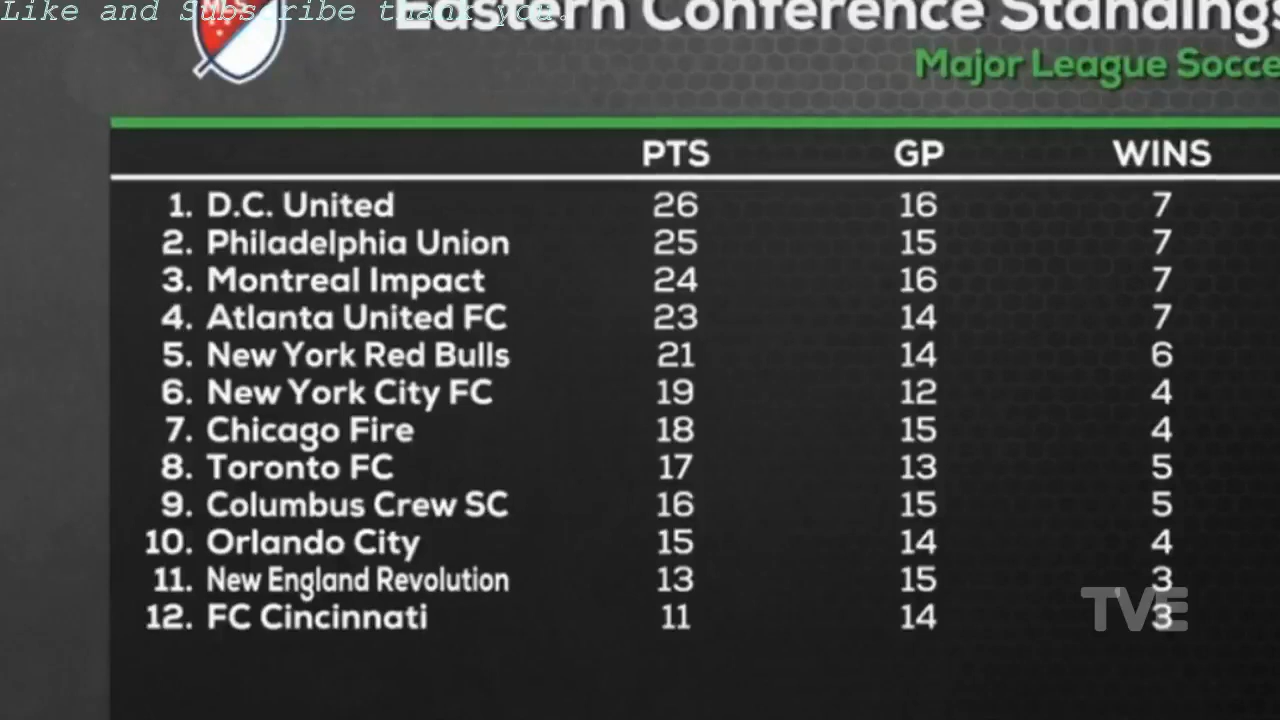 Like and Subscribe thank you.
Eastern Conference Standings
Major League Socce
PTS GP WINS
1. D.C. United 26 16 7
2. Philadelphia Union 25 15 7
3. Montreal Impact 24 16 7
4. Atlanta United FC 23 14 7
5. New York Red Bulls 21 14 6
6. New York City FC 19 12 4
7. Chicago Fire 18 15 4
8. Toronto FC 17 13 5
9. Columbus Crew SC 16 15 5
10. Orlando City 15 14 4
11. New England Revolution 13 15 3
12. FC Cincinnati 11 14 3
TVE